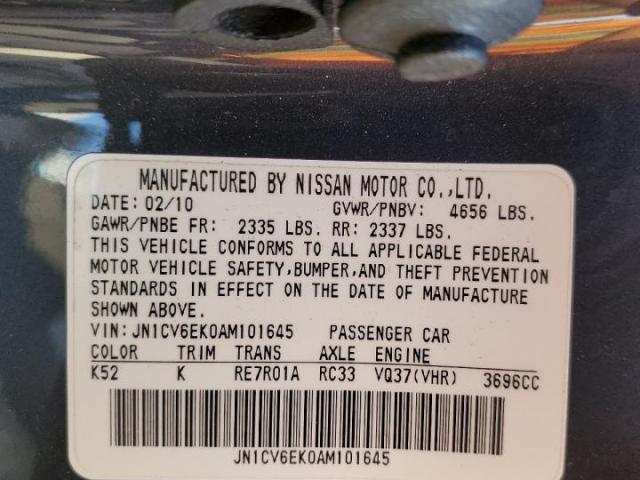 MANUFACTURED BY NISSAN MOTOR CO.,LTD.
DATE: 02/10 GVWR/PNBV: 4656 LBS.
GAWR/PNBE FR: 2335 LBS. RR: 2337 LBS.
THIS VEHICLE CONFORMS TO ALL APPLICABLE FEDERAL
MOTOR VEHICLE SAFETY,BUMPER,AND THEFT PREVENTION
STANDARDS IN EFFECT ON THE DATE OF MANUFACTURE
SHOWN ABOVE.
VIN: JN1CV6EK0AM101645 PASSENGER CAR
COLOR TRIM TRANS AXLE ENGINE
K52 K RE7R01A RC33 VQ37(VHR) 3696CC
JN1CV6EK0AM101645